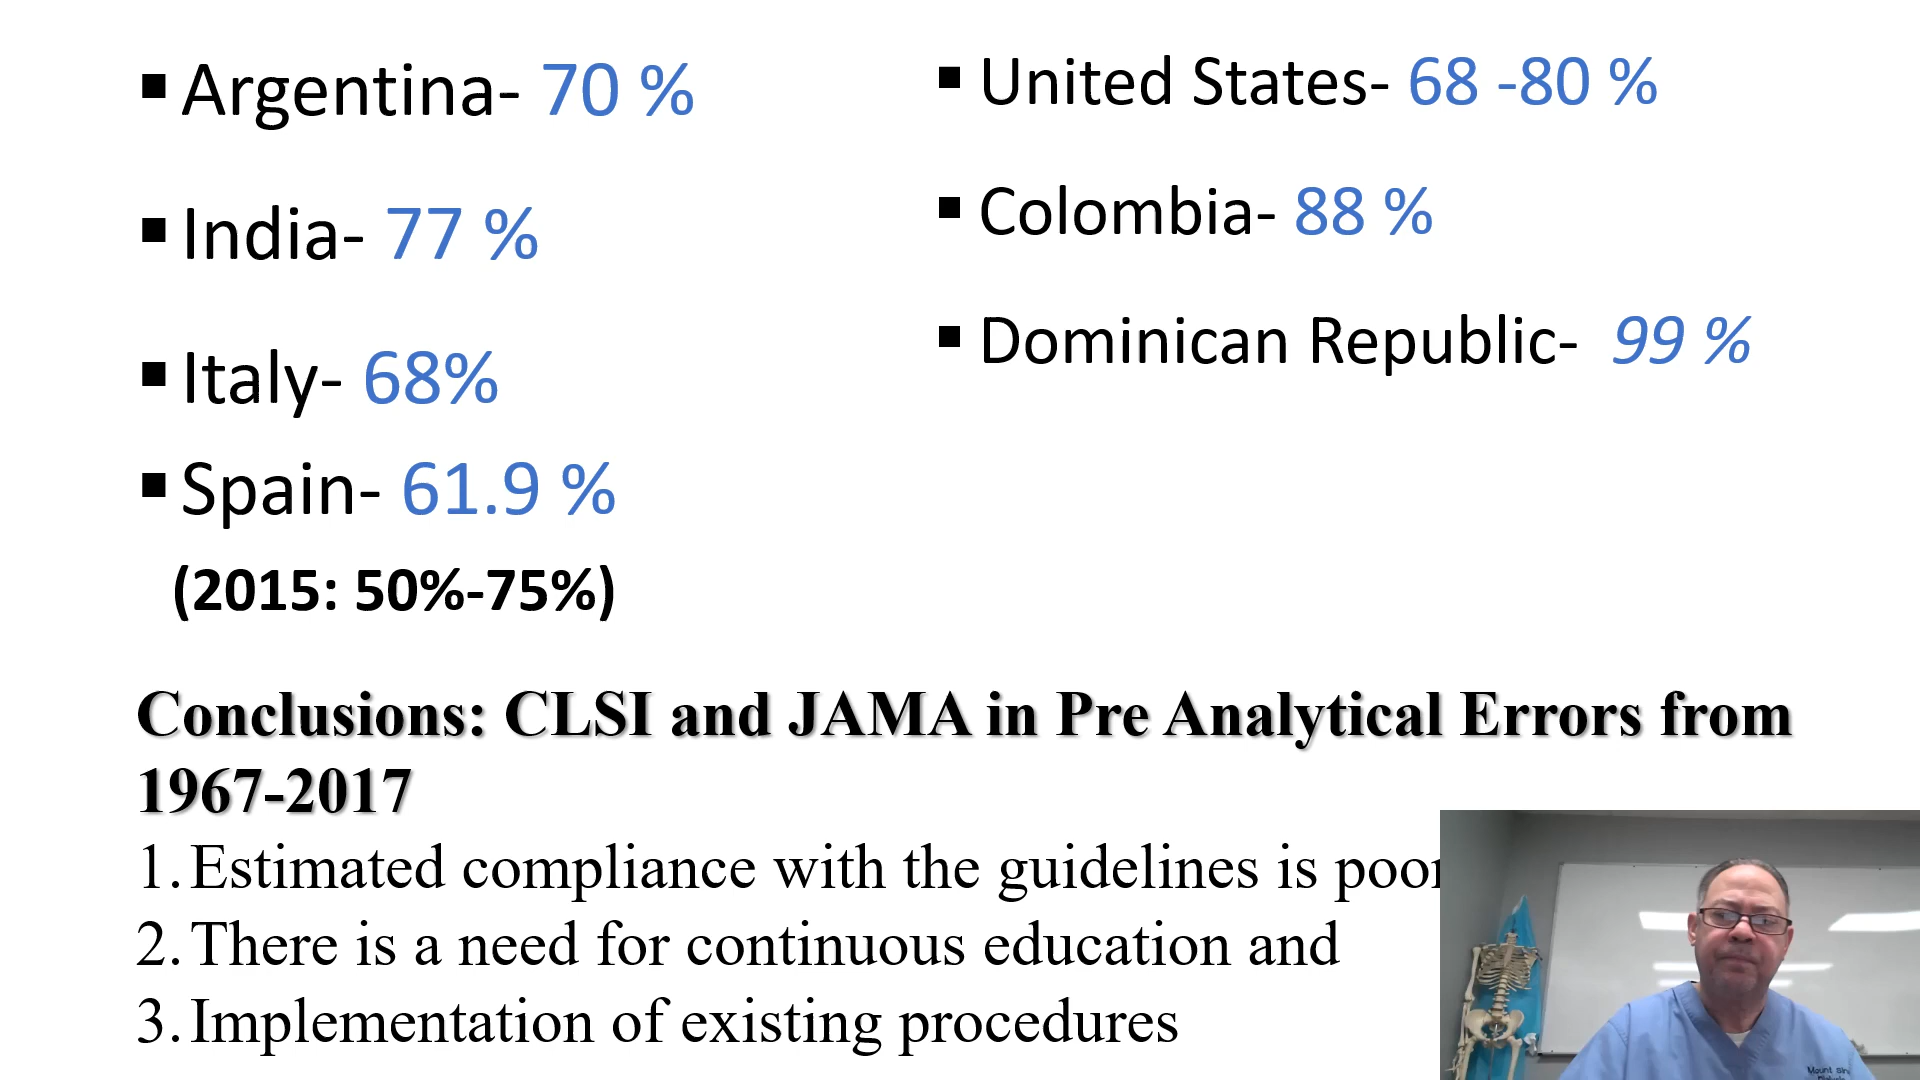 ▪ Argentina- 70 %
▪ India- 77 %
▪ Italy- 68%
▪ Spain- 61.9 %
(2015: 50%-75%)
▪ United States- 68 -80 %
▪ Colombia- 88 %
▪ Dominican Republic- 99 %
Conclusions: CLSI and JAMA in Pre Analytical Errors from
1967-2017
1. Estimated compliance with the guidelines is poor
2. There is a need for continuous education and
3. Implementation of existing procedures
Mount